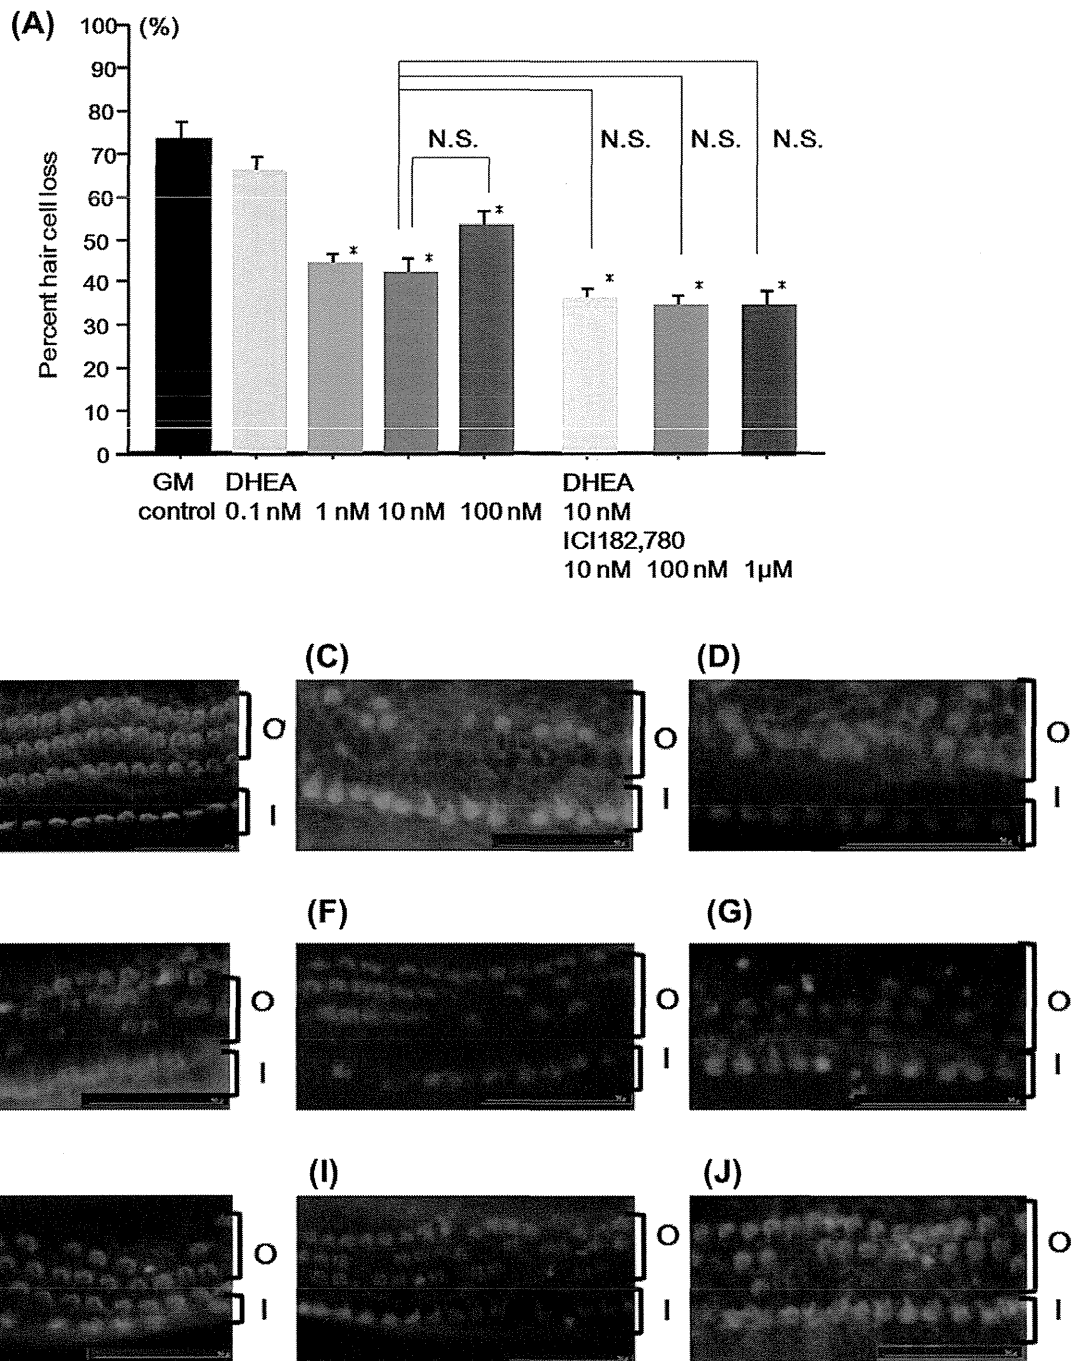 (A)
100 (%)
90
80
70
60
50
40
30
20
10
0
Percent hair cell loss
N.S.
N.S.
N.S.
N.S.
*
*
*
*
*
*
GM DHEA DHEA
control 0.1 nM 1 nM 10 nM 100 nM 10 nM
ICI182,780
10 nM 100 nM 1µM
(C) (D)
O O O
I I I
(F) (G)
O O O
I I I
(I) (J)
O O O
I I I